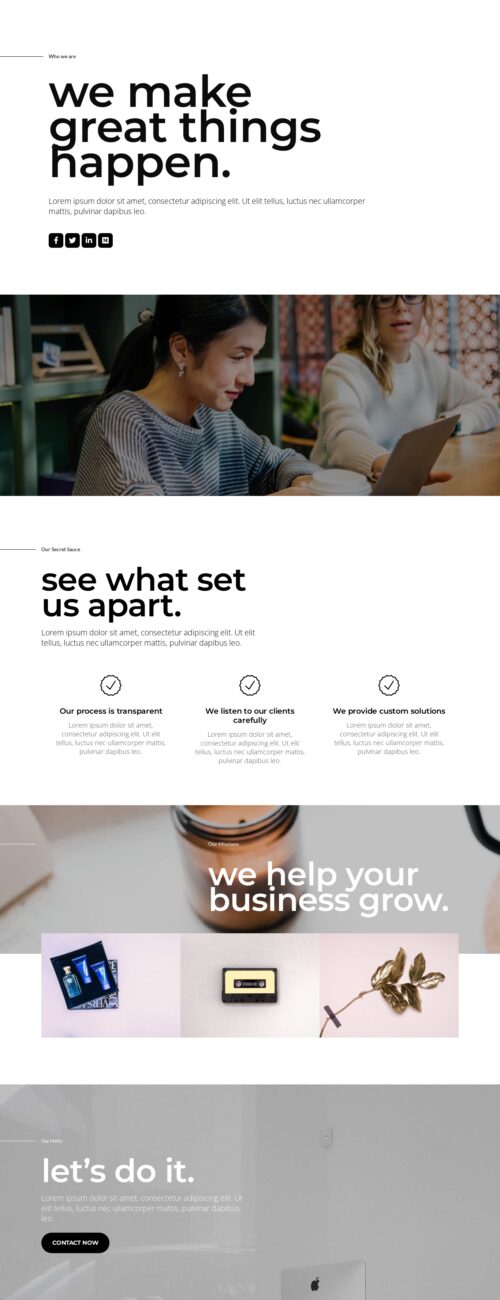 Who we are
we make
great things
happen.
Lorem ipsum dolor sit amet, consectetur adipiscing elit. Ut elit tellus, luctus nec ullamcorper
mattis, pulvinar dapibus leo.
Our Secret Sauce
see what set
us apart.
Lorem ipsum dolor sit amet, consectetur adipiscing elit. Ut elit
tellus, luctus nec ullamcorper mattis, pulvinar dapibus leo.
Our process is transparent
Lorem ipsum dolor sit amet,
consectetur adipiscing elit. Ut elit
tellus, luctus nec ullamcorper mattis,
pulvinar dapibus leo.
We listen to our clients
carefully
Lorem ipsum dolor sit amet,
consectetur adipiscing elit. Ut elit
tellus, luctus nec ullamcorper mattis,
pulvinar dapibus leo.
We provide custom solutions
Lorem ipsum dolor sit amet,
consectetur adipiscing elit. Ut elit
tellus, luctus nec ullamcorper mattis,
pulvinar dapibus leo.
Our Missions
we help your
business grow.
Say Hello
let's do it.
Lorem ipsum dolor sit amet, consectetur adipiscing elit. Ut
elit tellus, luctus nec ullamcorper mattis, pulvinar dapibus
leo.
CONTACT NOW